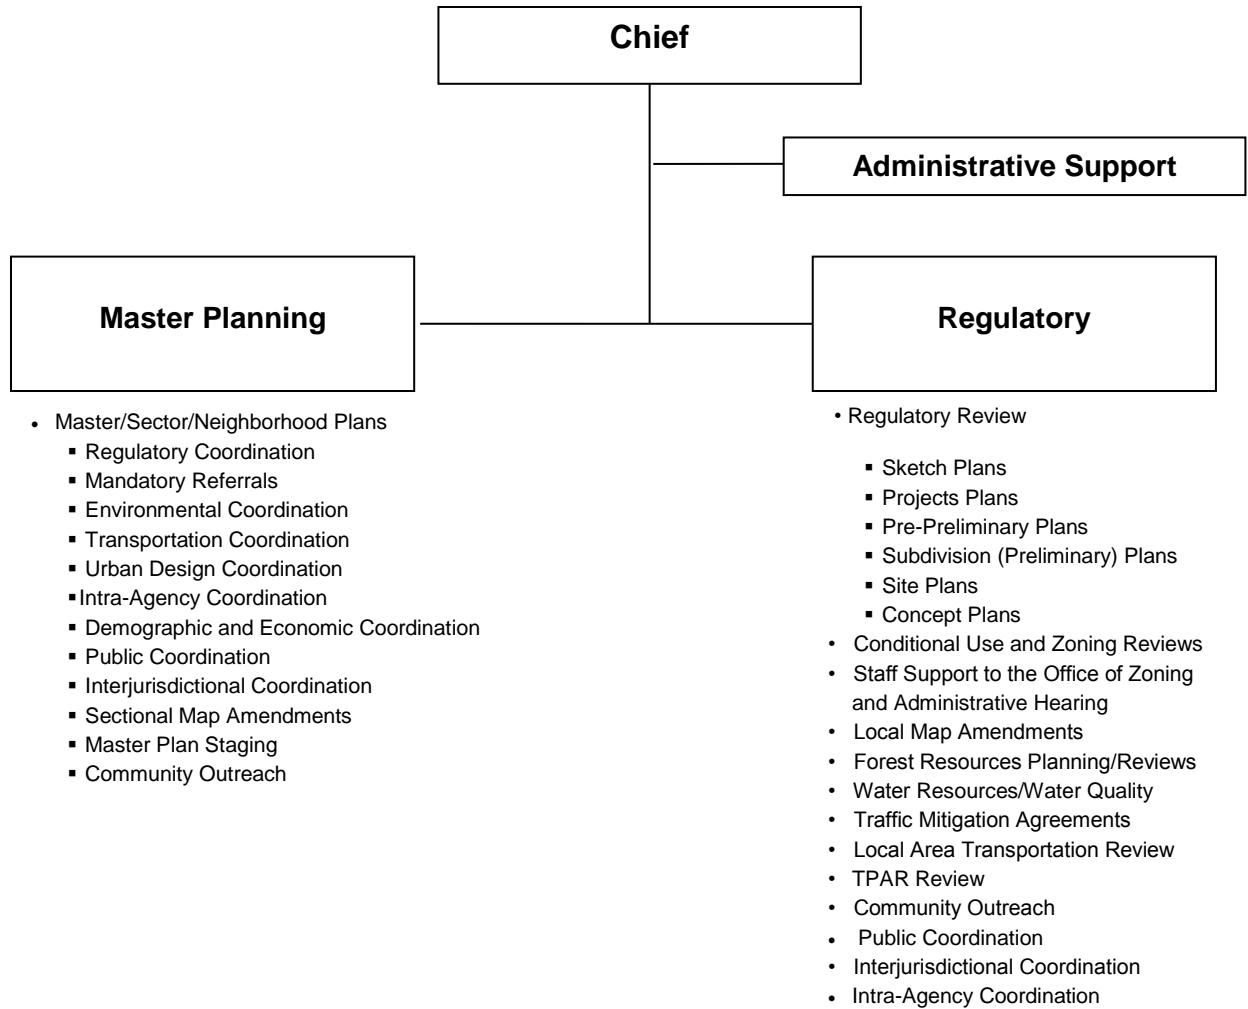 Chief
Administrative Support
Master Planning
Regulatory
• Master/Sector/Neighborhood Plans
▪ Regulatory Coordination
▪ Mandatory Referrals
▪ Environmental Coordination
▪ Transportation Coordination
▪ Urban Design Coordination
▪Intra-Agency Coordination
▪ Demographic and Economic Coordination
▪ Public Coordination
▪ Interjurisdictional Coordination
▪ Sectional Map Amendments
▪ Master Plan Staging
▪ Community Outreach
• Regulatory Review
▪ Sketch Plans
▪ Projects Plans
▪ Pre-Preliminary Plans
▪ Subdivision (Preliminary) Plans
▪ Site Plans
▪ Concept Plans
• Conditional Use and Zoning Reviews
• Staff Support to the Office of Zoning
and Administrative Hearing
• Local Map Amendments
• Forest Resources Planning/Reviews
• Water Resources/Water Quality
• Traffic Mitigation Agreements
• Local Area Transportation Review
• TPAR Review
• Community Outreach
• Public Coordination
• Interjurisdictional Coordination
• Intra-Agency Coordination